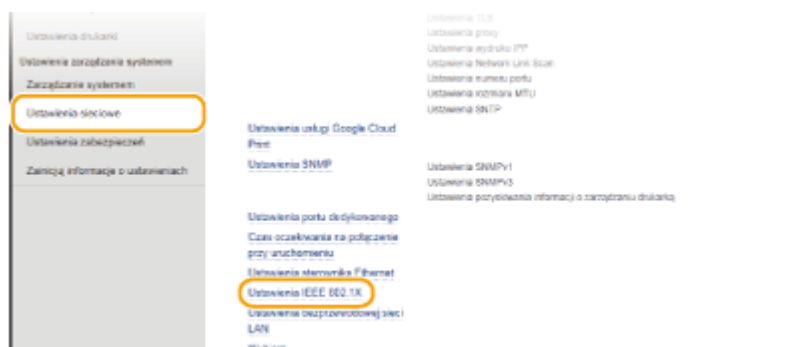 Ustawienia drukarki
Ustawienia zarządzania systemem
Zarządzanie systemem
Ustawienia sieciowe
Ustawienia zabezpieczeń
Zainicjuj informacje o ustawieniach
Ustawienia usługi Google Cloud
Print
Ustawienia SNMP
Ustawienia portu dedykowanego
Czas oczekiwania na połączenie
przy uruchomieniu
Ustawienia sterownika Ethernet
Ustawienia IEEE 802.1X
Ustawienia bezprzewodowej sieci
LAN
Ustawienia proxy
Ustawienia wydruku IPP
Ustawienia Network Link Scan
Ustawienia numeru portu
Ustawienia rozmiaru MTU
Ustawienia SNTP
Ustawienia SNMPv1
Ustawienia SNMPv3
Ustawienia pozyskiwania informacji o zarządzaniu drukarką